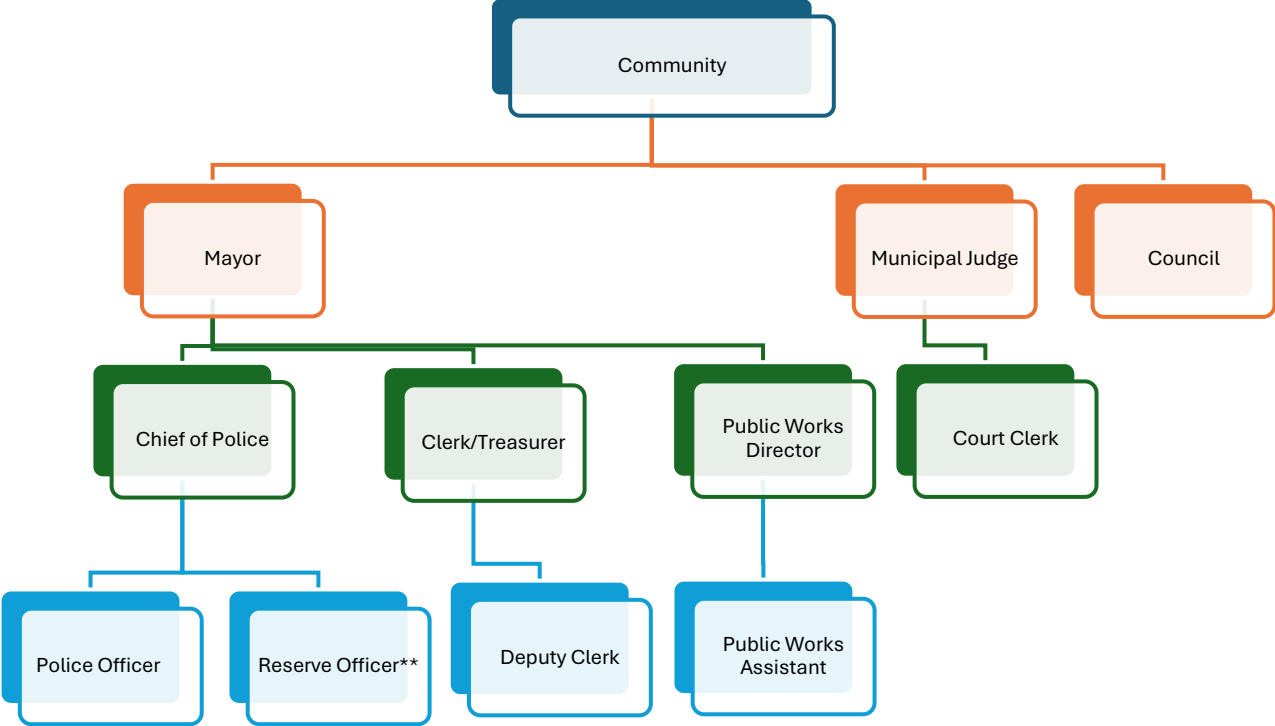 Community
Mayor
Municipal Judge
Council
Chief of Police
Clerk/Treasurer
Public Works
Director
Court Clerk
Police Officer
Reserve Officer**
Deputy Clerk
Public Works
Assistant